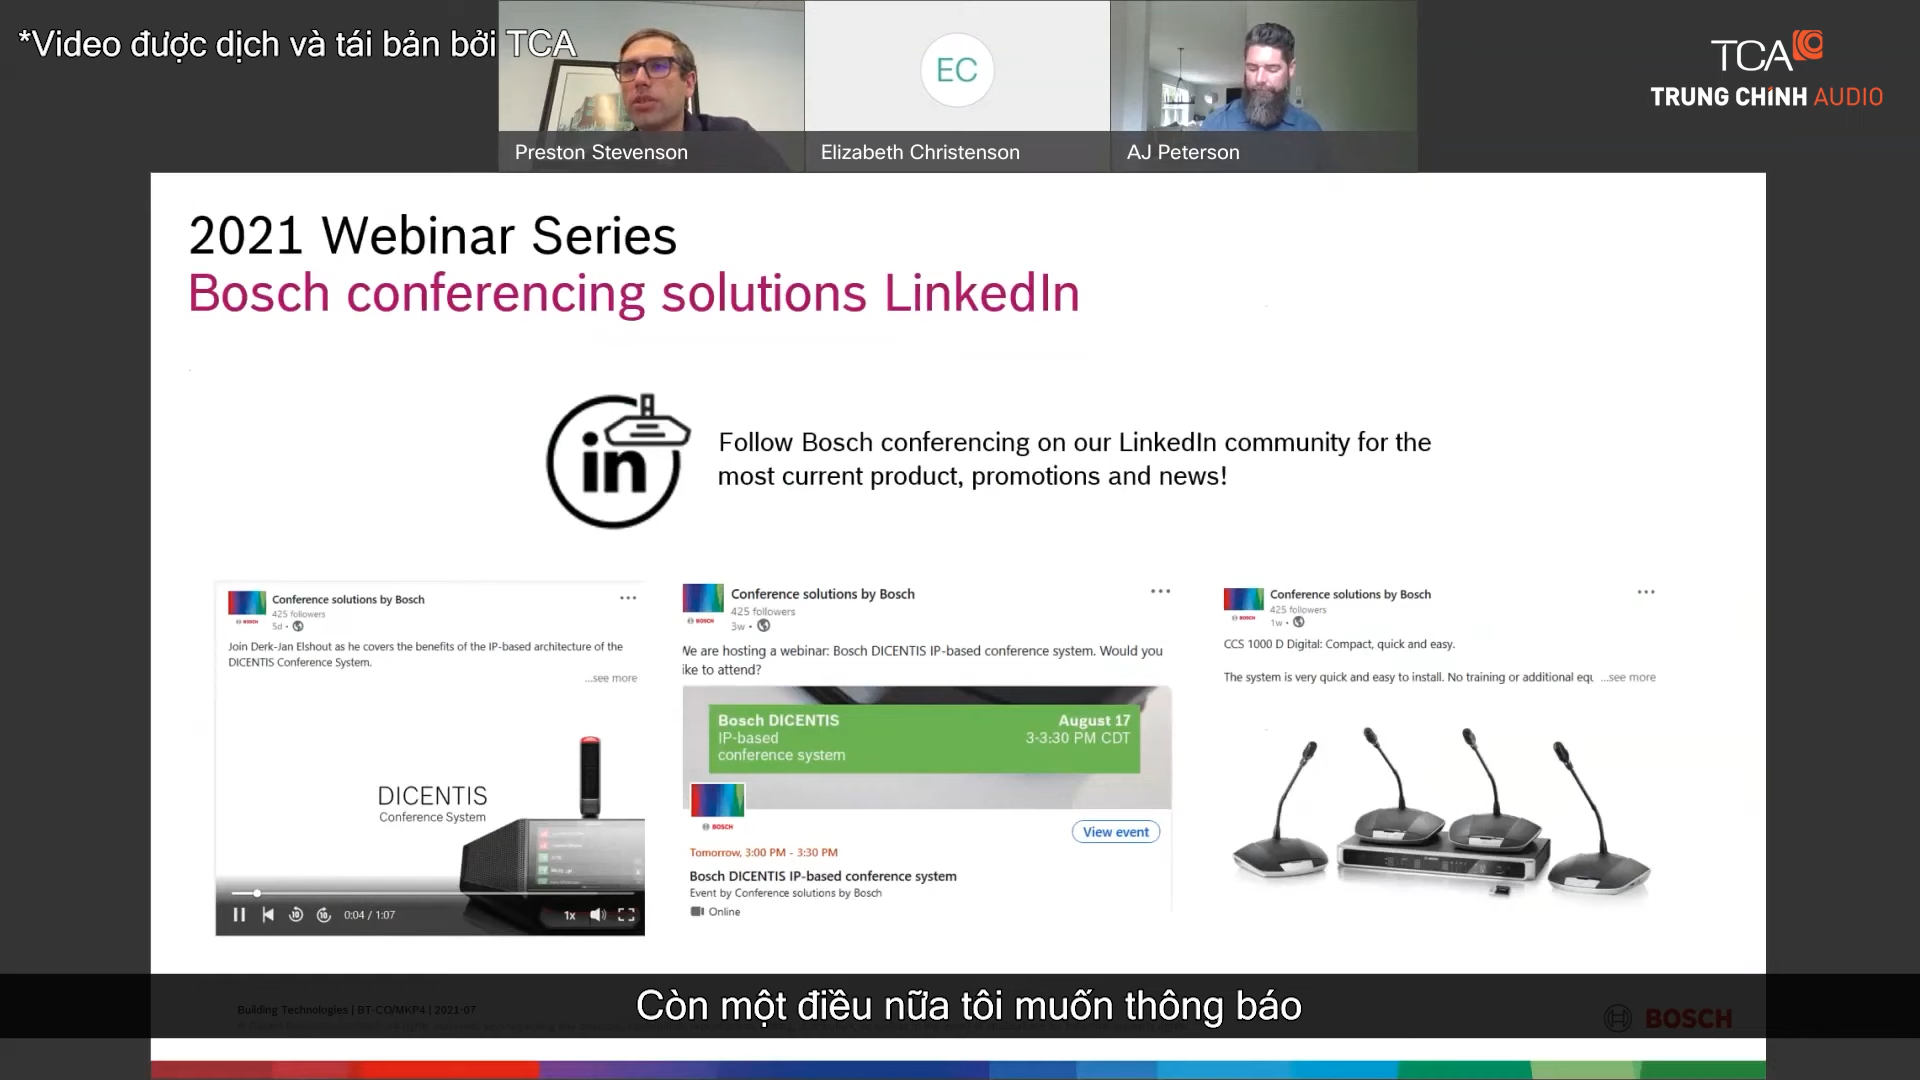 *Video được dịch và tái bản bởi TCA
TCA
TRUNG CHÍNH AUDIO
EC
Preston Stevenson
Elizabeth Christenson
AJ Peterson
2021 Webinar Series
Bosch conferencing solutions LinkedIn
in
Follow Bosch conferencing on our LinkedIn community for the
most current product, promotions and news!
Conference solutions by Bosch
425 followers
5d •
BOSCH
Join Derk-Jan Elshout as he covers the benefits of the IP-based architecture of the
DICENTIS Conference System.
...see more
DICENTIS
Conference System
0:04 / 1:07
1x
Conference solutions by Bosch
425 followers
3w •
BOSCH
We are hosting a webinar: Bosch DICENTIS IP-based conference system. Would you
ike to attend?
Bosch DICENTIS
IP-based
conference system
August 17
3-3:30 PM CDT
BOSCH
View event
Tomorrow, 3:00 PM - 3:30 PM
Bosch DICENTIS IP-based conference system
Event by Conference solutions by Bosch
Online
Conference solutions by Bosch
425 followers
1w •
BOSCH
CCS 1000 D Digital: Compact, quick and easy.
The system is very quick and easy to install. No training or additional equ ...see more
Building Technologies | BT-CO/MKP4 | 2021-07
Còn một điều nữa tôi muốn thông báo
BOSCH